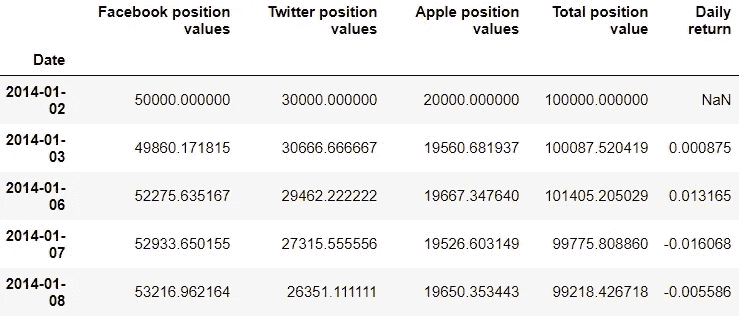 Facebook position values Twitter position values Apple position values Total position value Daily return
Date
2014-01-02 50000.000000 30000.000000 20000.000000 100000.000000 NaN
2014-01-03 49860.171815 30666.666667 19560.681937 100087.520419 0.000875
2014-01-06 52275.635167 29462.222222 19667.347640 101405.205029 0.013165
2014-01-07 52933.650155 27315.555556 19526.603149 99775.808860 -0.016068
2014-01-08 53216.962164 26351.111111 19650.353443 99218.426718 -0.005586